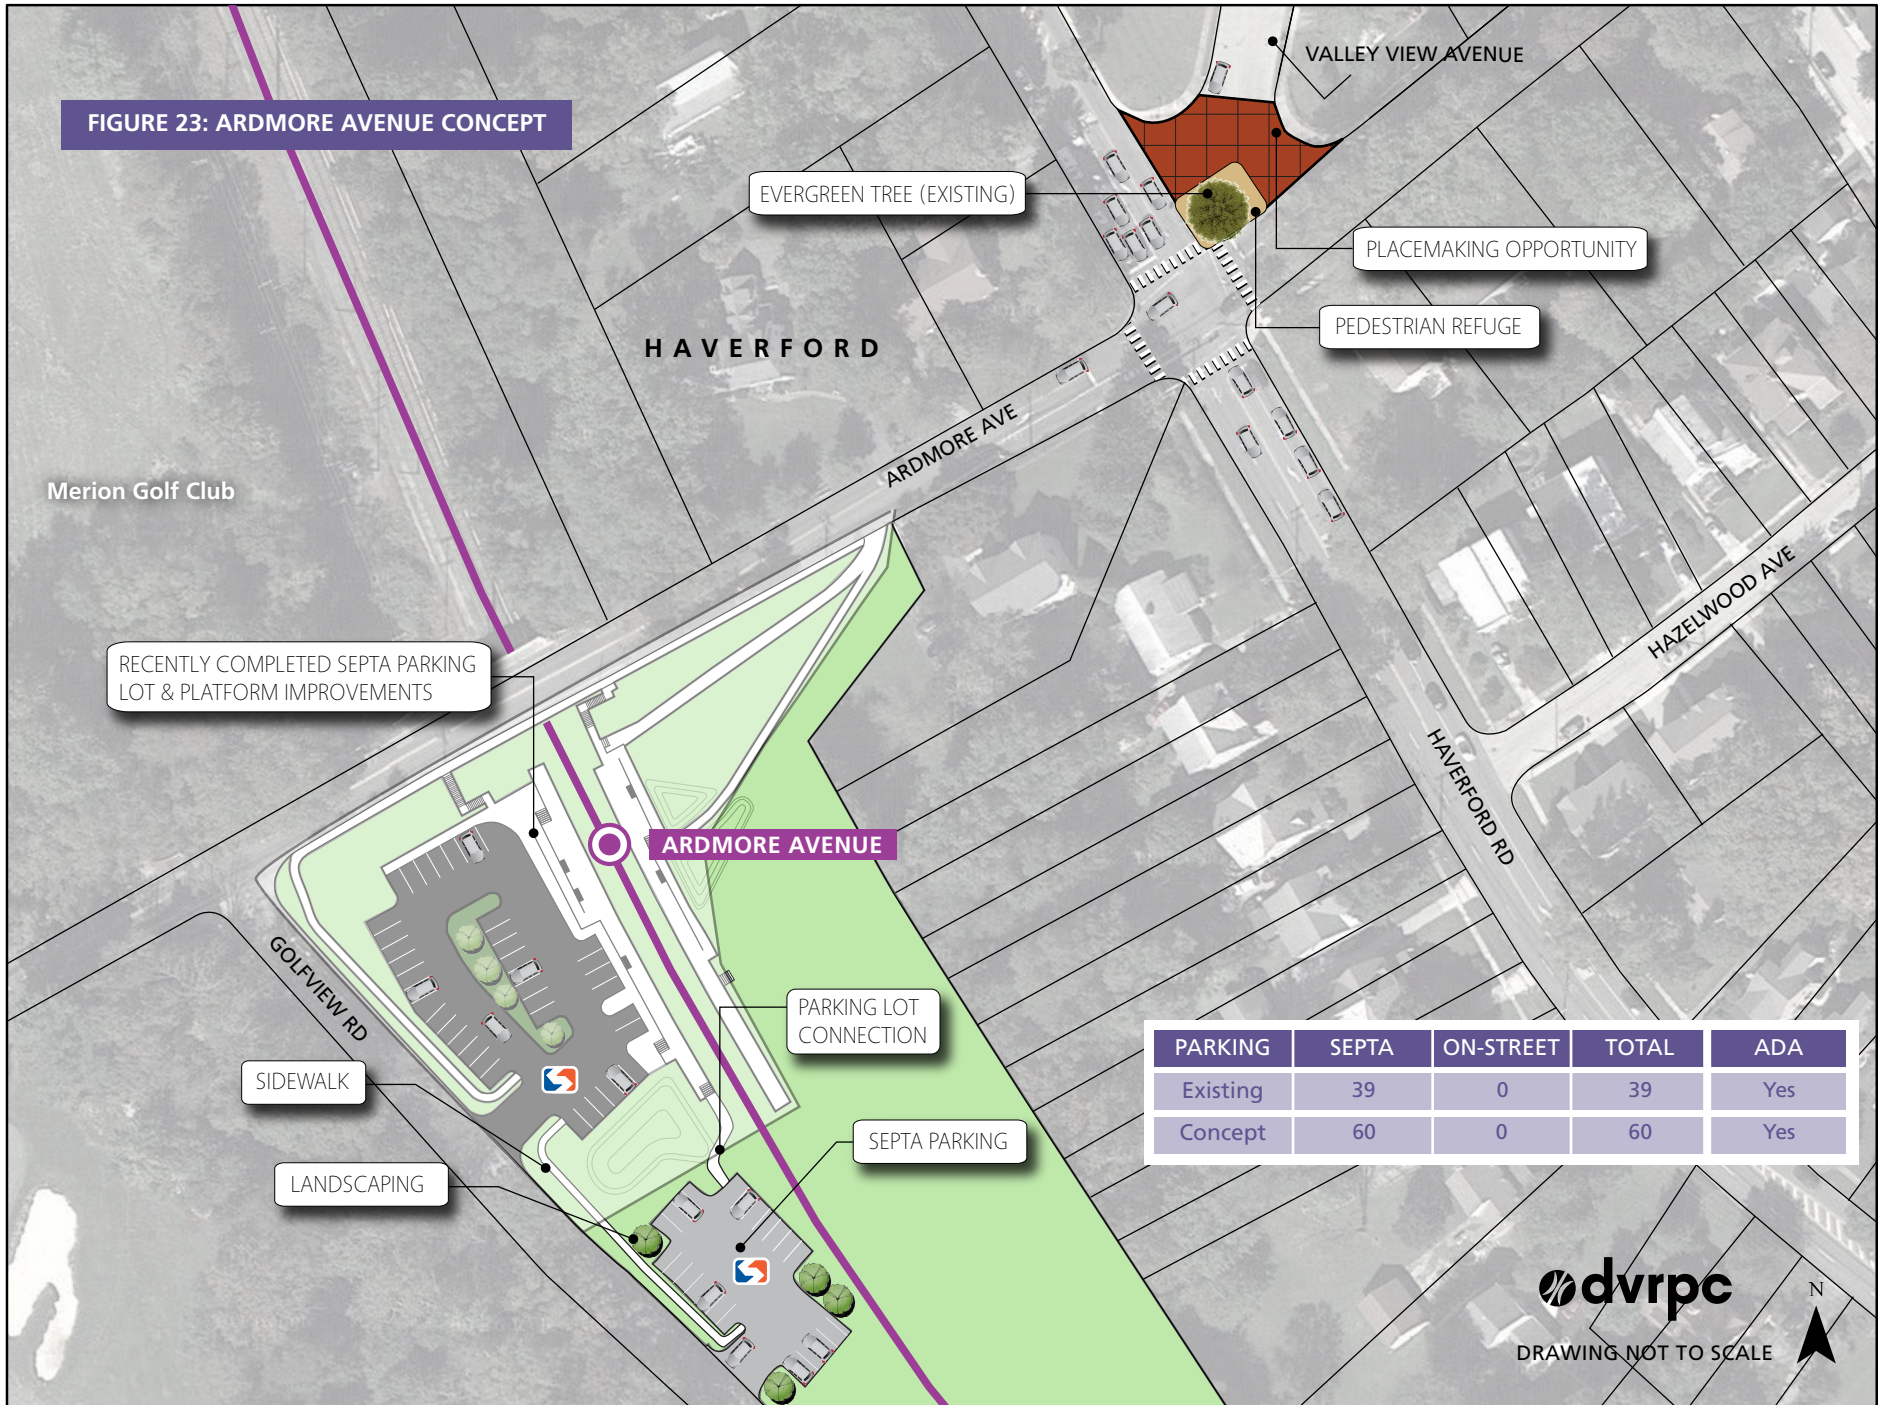 VALLEY VIEW AVENUE
FIGURE 23: ARDMORE AVENUE CONCEPT
EVERGREEN TREE (EXISTING)
PLACEMAKING OPPORTUNITY
PEDESTRIAN REFUGE
HAVERFORD
ARDMORE AVE
Merion Golf Club
HAZELWOOD AVE
RECENTLY COMPLETED SEPTA PARKING
LOT & PLATFORM IMPROVEMENTS
HAVERFORD RD
ARDMORE AVENUE
GOLFVIEW RD
PARKING LOT
CONNECTION
SIDEWALK
SEPTA PARKING
LANDSCAPING
PARKING SEPTA ON-STREET TOTAL ADA
Existing 39 0 39 Yes
Concept 60 0 60 Yes
dvrpc
N
DRAWING NOT TO SCALE